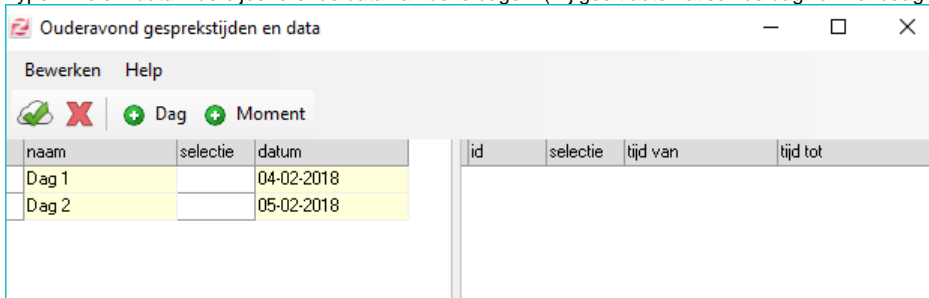 Ouderavond gesprekstijden en data
Bewerken Help
Dag Moment
naam selectie datum id selectie tijd van tijd tot
Dag 1 04-02-2018
Dag 2 05-02-2018